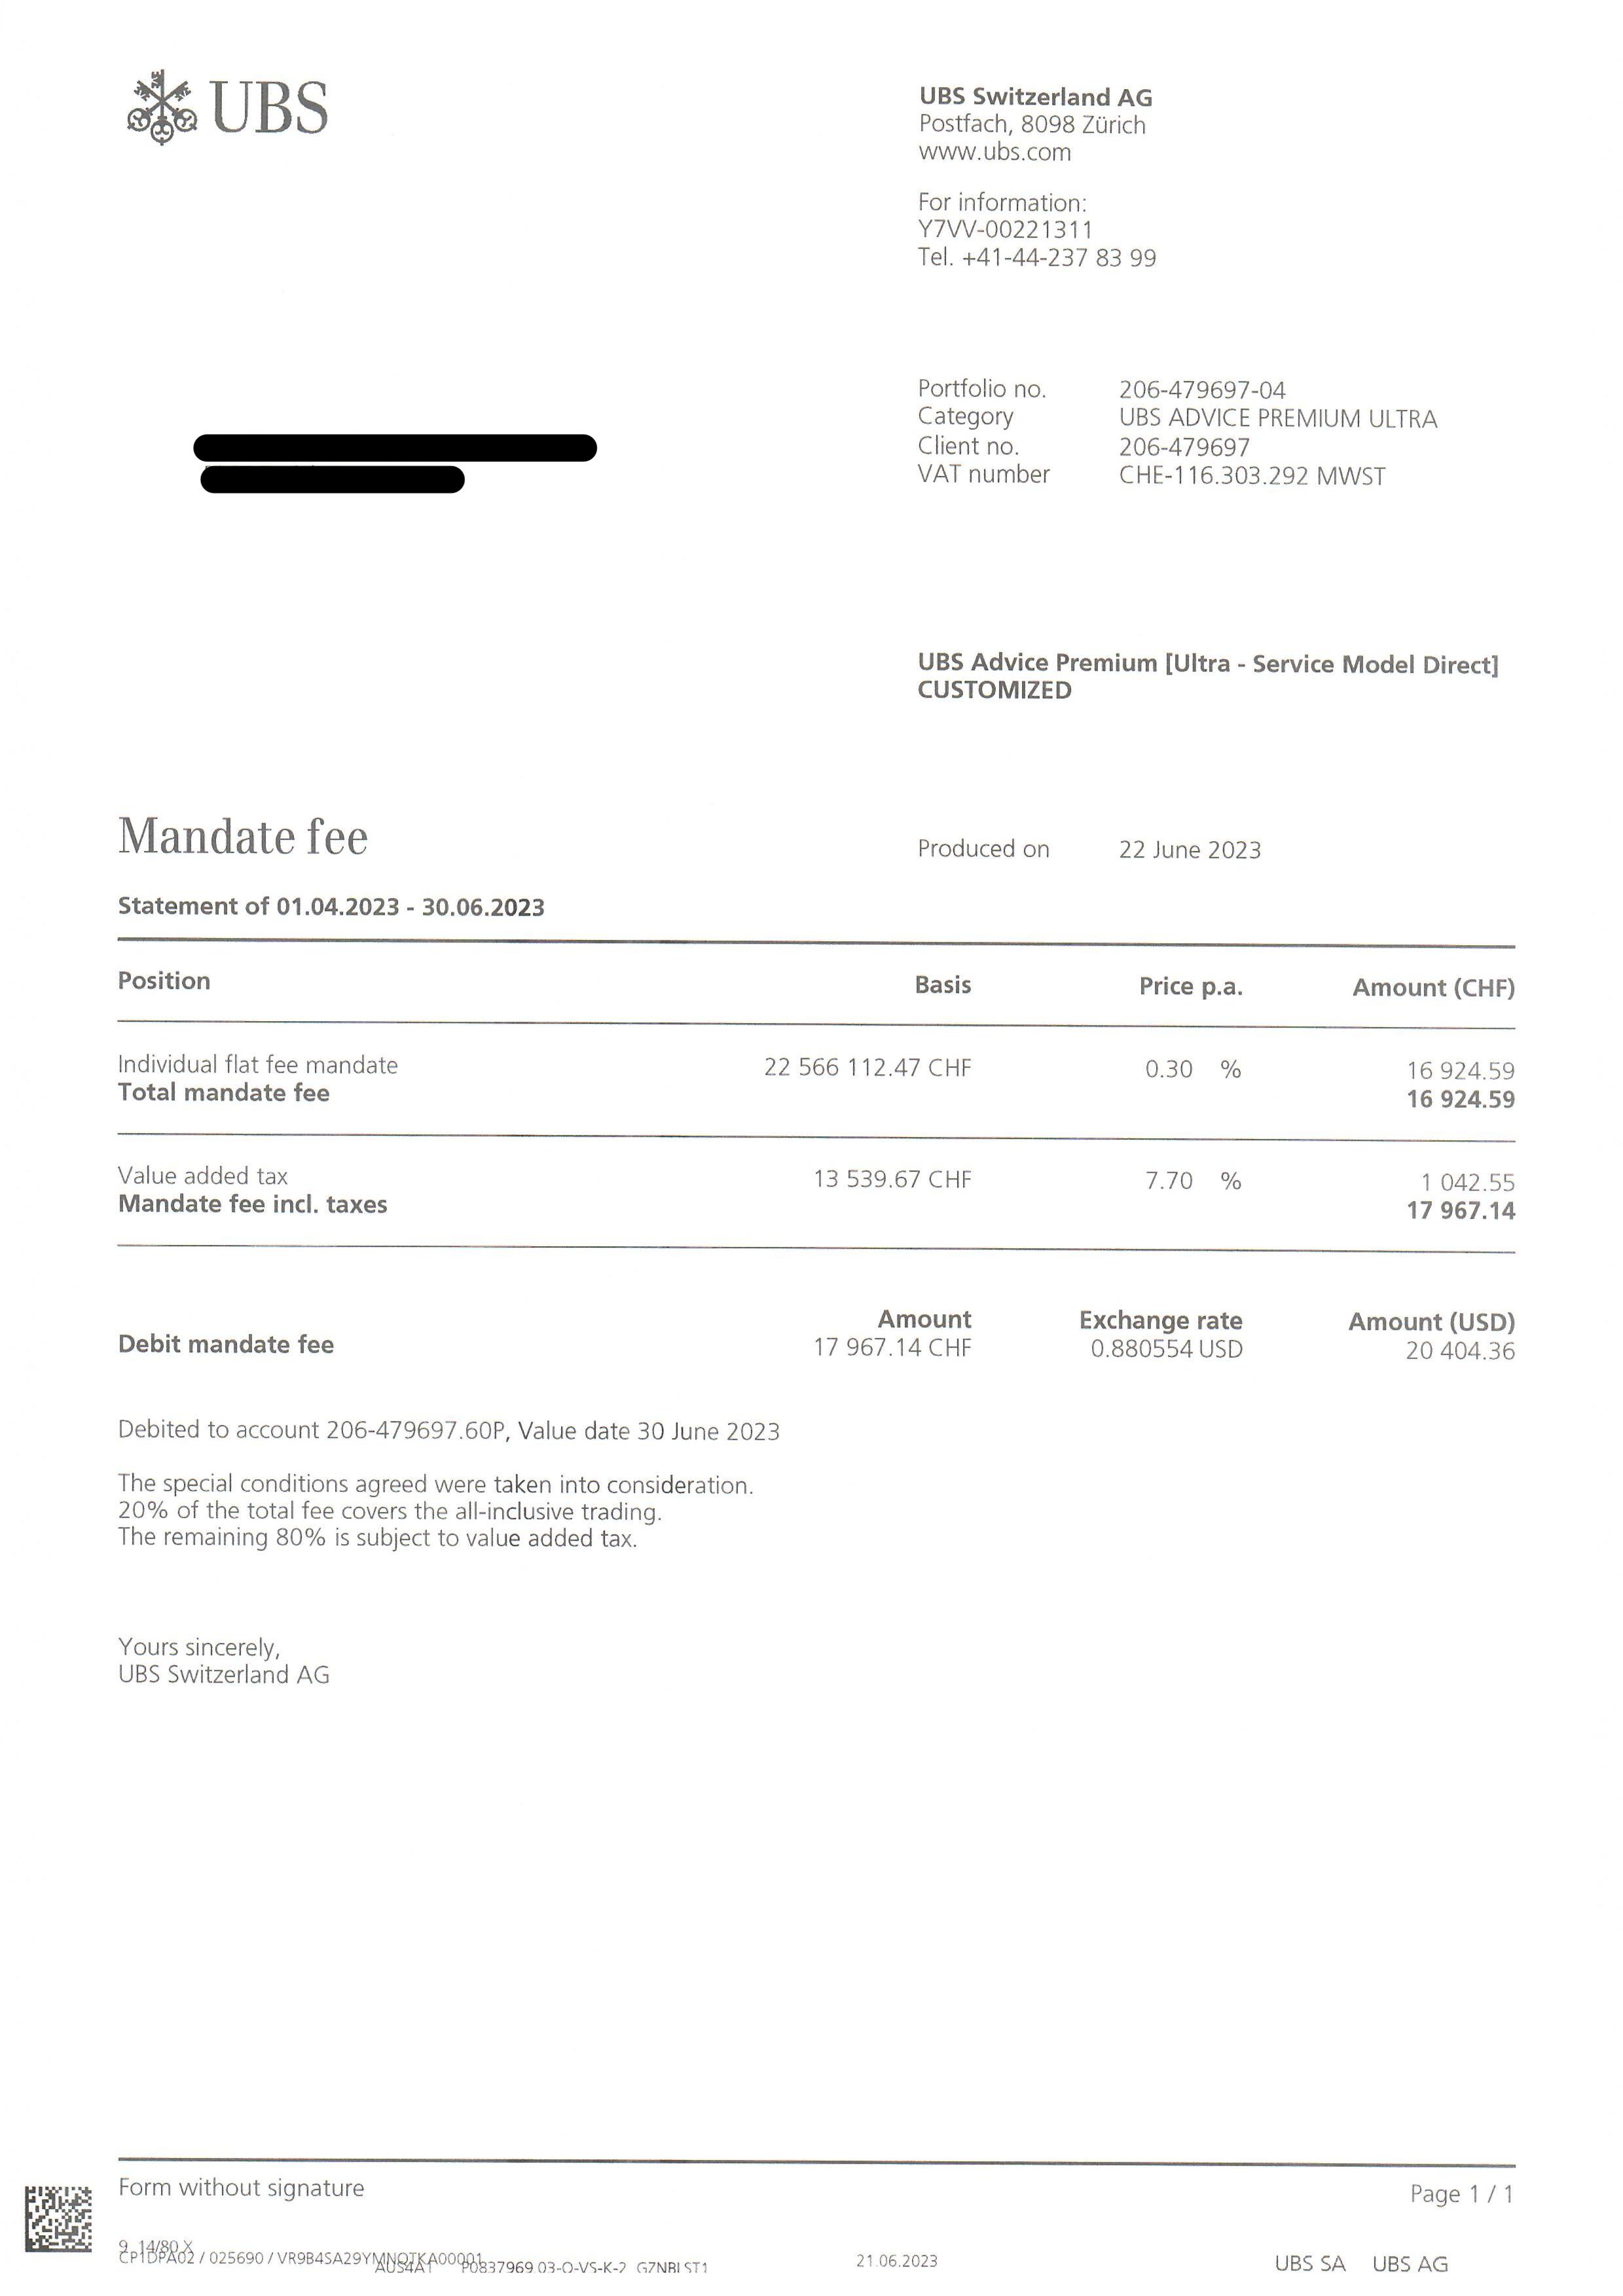 UBS
UBS Switzerland AG
Postfach, 8098 Zürich
www.ubs.com
For information:
Y7VV-00221311
Tel. +41-44-237 83 99
Portfolio no. 206-479697-04
Category UBS ADVICE PREMIUM ULTRA
Client no. 206-479697
VAT number CHE-116.303.292 MWST
UBS Advice Premium [Ultra - Service Model Direct]
CUSTOMIZED
Mandate fee
Produced on 22 June 2023
Statement of 01.04.2023 - 30.06.2023
Position Basis Price p.a. Amount (CHF)
Individual flat fee mandate 22 566 112.47 CHF 0.30 % 16 924.59
Total mandate fee 16 924.59
Value added tax 13 539.67 CHF 7.70 % 1 042.55
Mandate fee incl. taxes 17 967.14
Amount Exchange rate Amount (USD)
Debit mandate fee 17 967.14 CHF 0.880554 USD 20 404.36
Debited to account 206-479697.60P, Value date 30 June 2023
The special conditions agreed were taken into consideration.
20% of the total fee covers the all-inclusive trading.
The remaining 80% is subject to value added tax.
Yours sincerely,
UBS Switzerland AG
Form without signature Page 1 / 1
9 14/80 X
CP1DPA02 / 025690 / VR9B4SA29YMNQTKA00001
AUS4A1 P0837969.03-O-VS-K-2 GZNBLST1 21.06.2023 UBS SA UBS AG